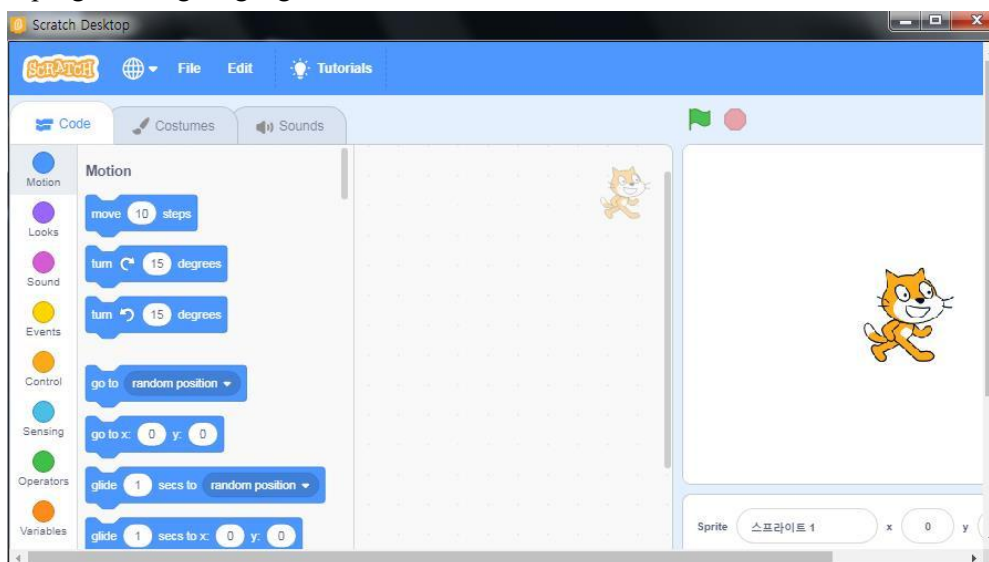 Scratch Desktop
SCRATCH File Edit Tutorials
Code Costumes Sounds
Motion
Looks
Sound
Events
Control
Sensing
Operators
Variables
Motion
move 10 steps
turn 15 degrees
turn 15 degrees
go to random position
go to x: 0 y: 0
glide 1 secs to random position
glide 1 secs to x: 0 y: 0
Sprite 스프라이트 1 x 0 y